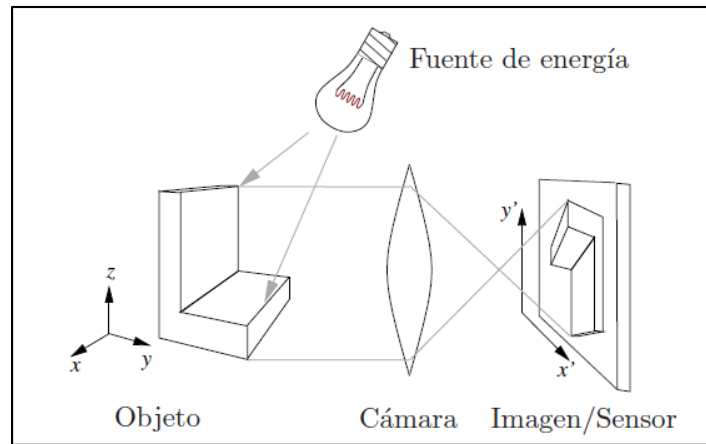 Fuente de energía
y'
z
x
y
x'
Objeto
Cámara
Imagen/Sensor